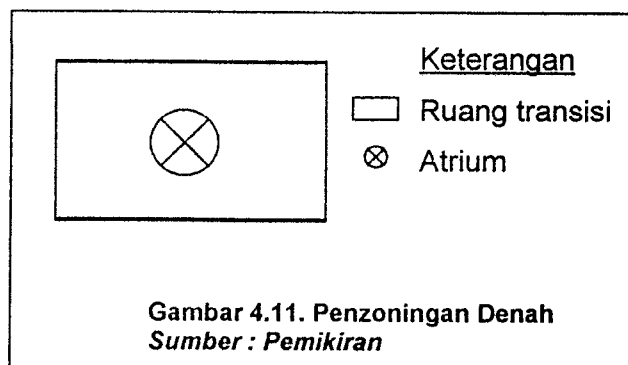 Keterangan
Ruang transisi
Atrium
Gambar 4.11. Penzoningan Denah
Sumber : Pemikiran